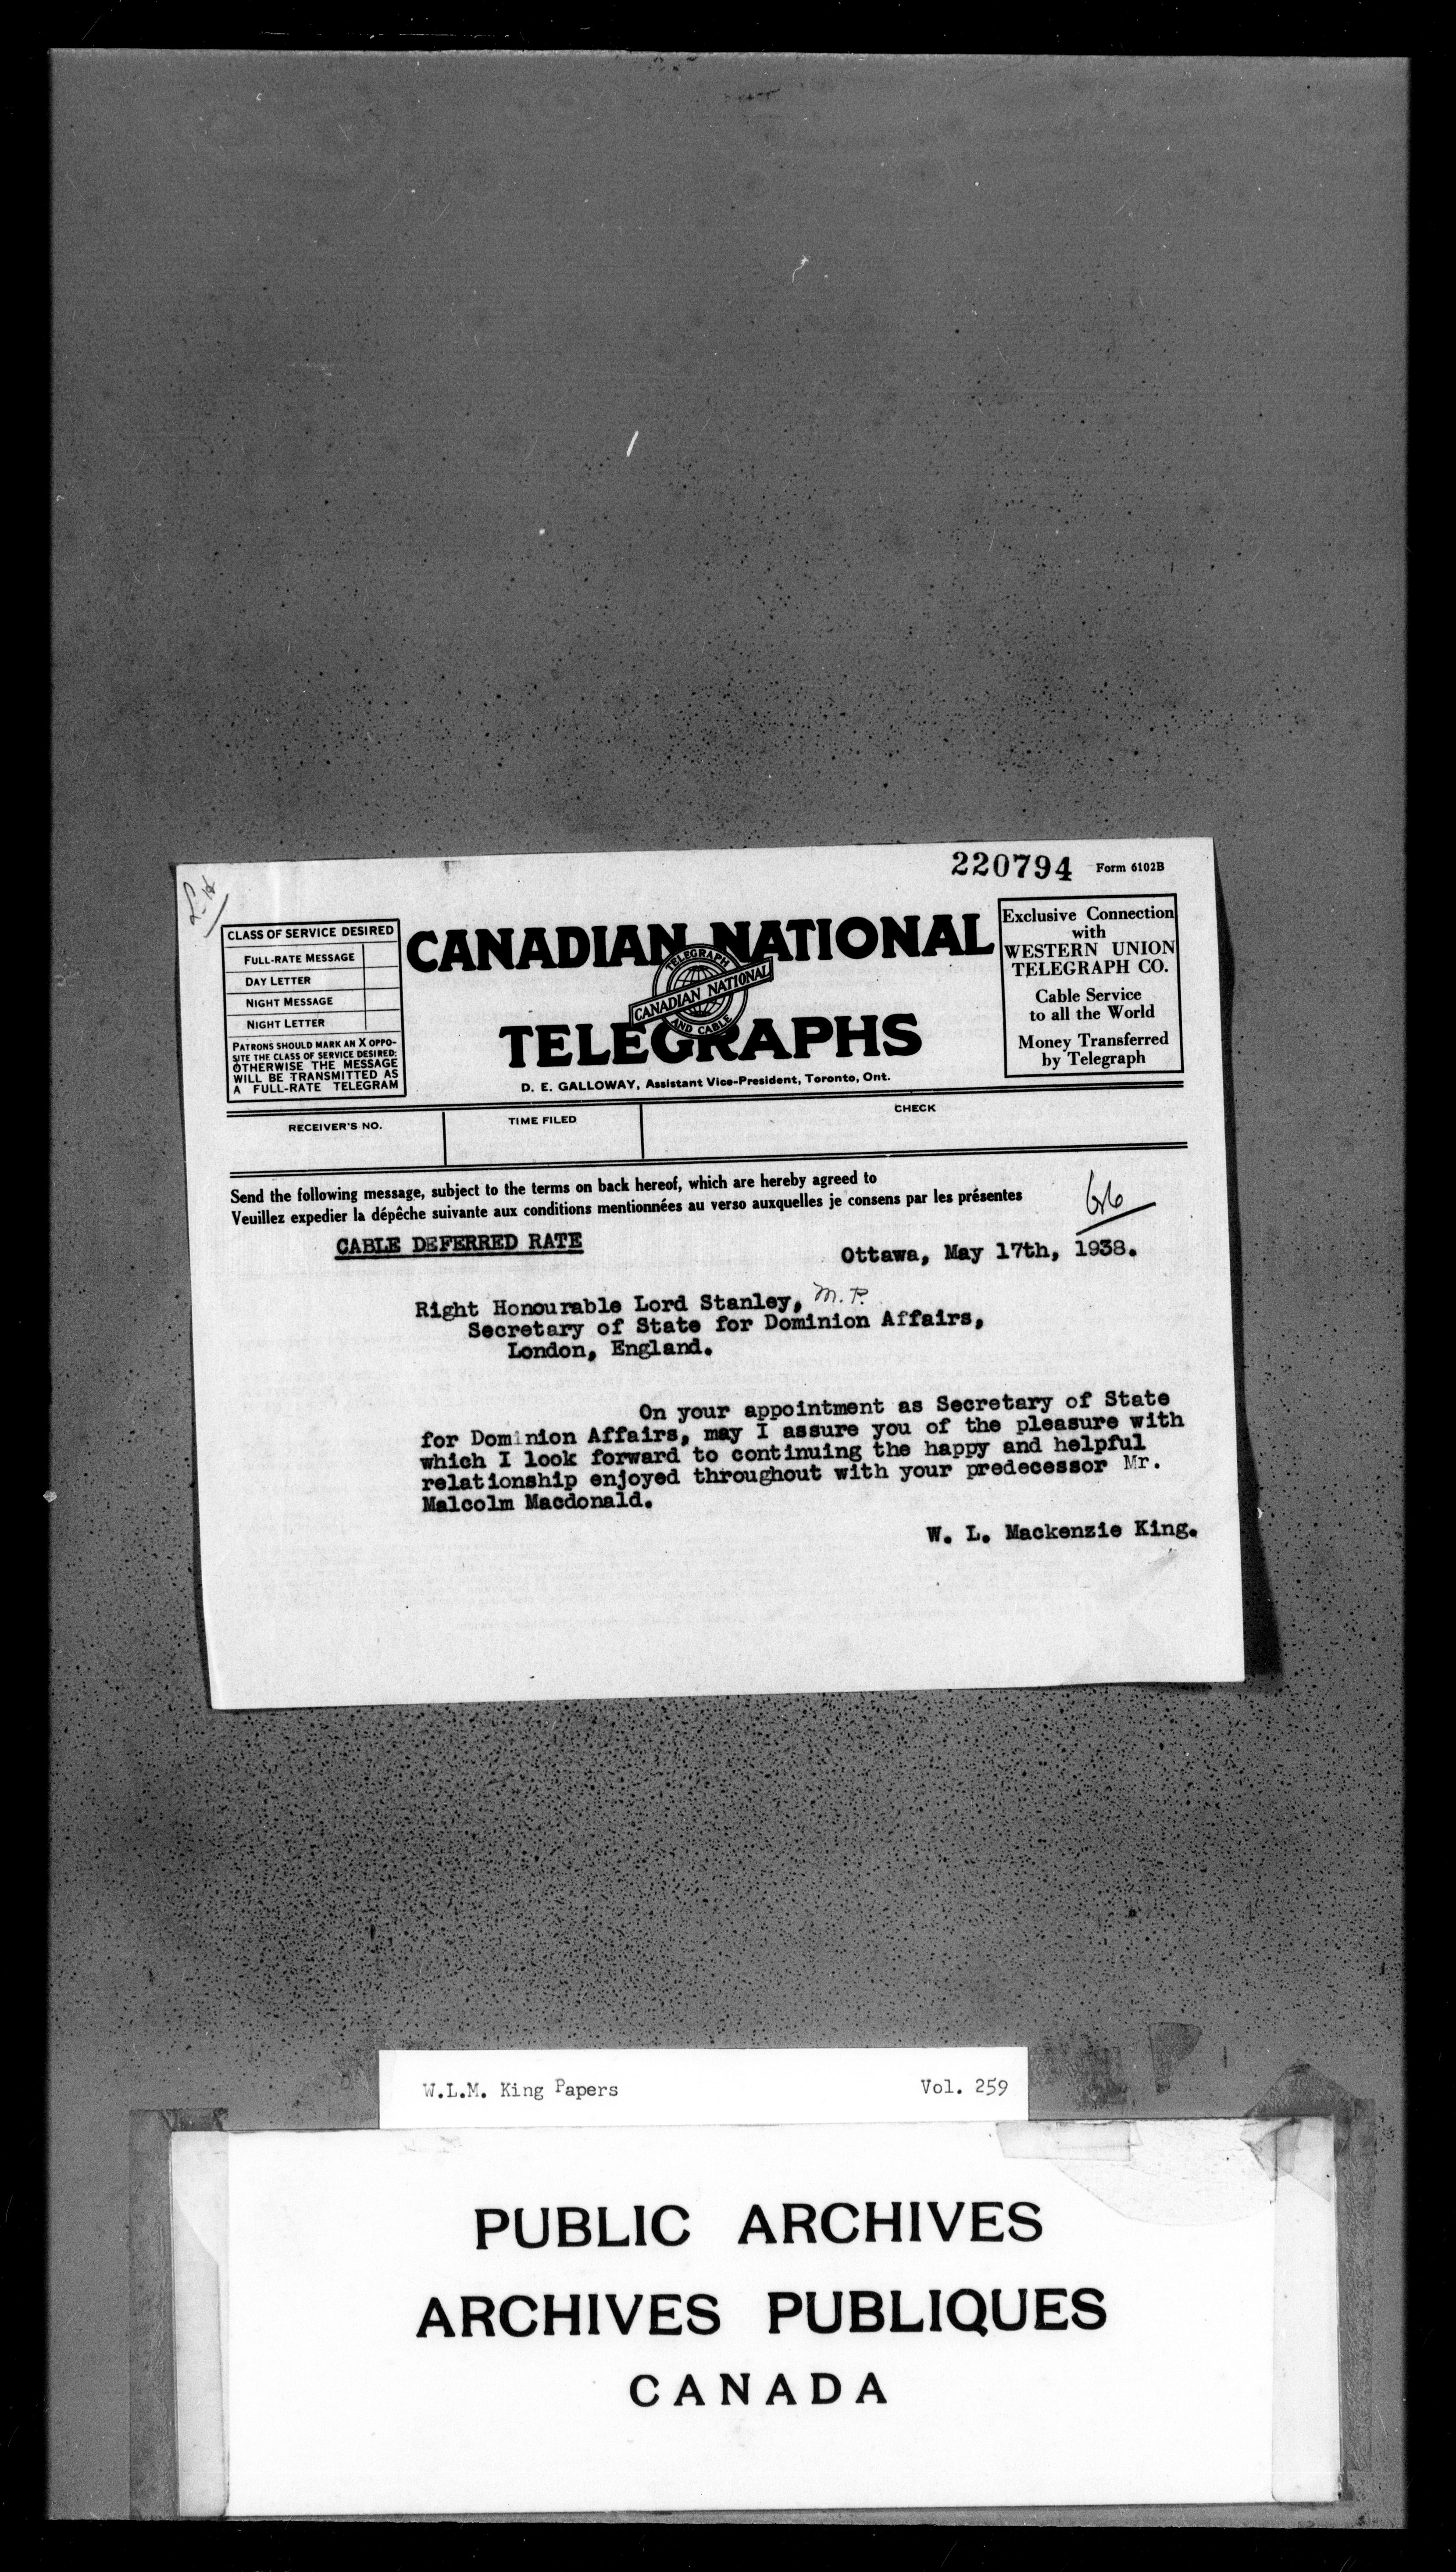 220794 Form 6102B
CLASS OF SERVICE DESIRED
FULL-RATE MESSAGE
DAY LETTER
NIGHT MESSAGE
NIGHT LETTER
PATRONS SHOULD MARK AN X OPPO-
SITE THE CLASS OF SERVICE DESIRED:
OTHERWISE THE MESSAGE
WILL BE TRANSMITTED AS
A FULL-RATE TELEGRAM
CANADIAN NATIONAL
TELEGRAPH
CANADIAN NATIONAL
AND CABLE
TELEGRAPHS
D. E. GALLOWAY, Assistant Vice-President, Toronto, Ont.
Exclusive Connection
with
WESTERN UNION
TELEGRAPH CO.
Cable Service
to all the World
Money Transferred
by Telegraph
RECEIVER'S NO.
TIME FILED
CHECK
Send the following message, subject to the terms on back hereof, which are hereby agreed to
Veuillez expedier la dépêche suivante aux conditions mentionnées au verso auxquelles je consens par les présentes
CABLE DEFERRED RATE
Ottawa, May 17th, 1938.
Right Honourable Lord Stanley, M.P.
Secretary of State for Dominion Affairs,
London, England.
On your appointment as Secretary of State
for Dominion Affairs, may I assure you of the pleasure with
which I look forward to continuing the happy and helpful
relationship enjoyed throughout with your predecessor Mr.
Malcolm Macdonald.
W. L. Mackenzie King.
W.L.M. King Papers Vol. 259
PUBLIC ARCHIVES
ARCHIVES PUBLIQUES
CANADA